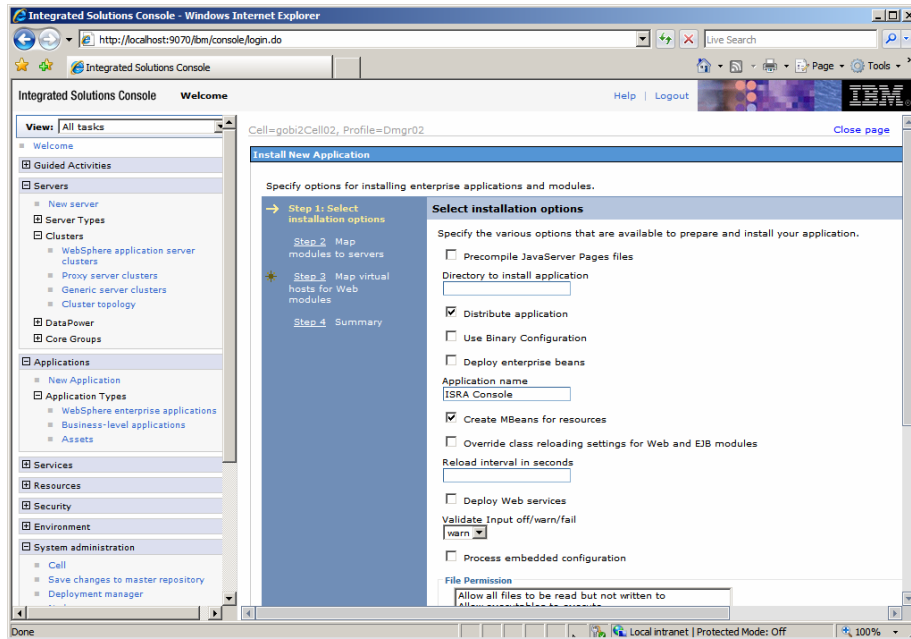 Integrated Solutions Console - Windows Internet Explorer
http://localhost:9070/ibm/console/login.do
Live Search
Integrated Solutions Console
Page
Tools
Integrated Solutions Console Welcome
Help | Logout
IBM
View: All tasks
Welcome
Guided Activities
Servers
New server
Server Types
Clusters
WebSphere application server
clusters
Proxy server clusters
Generic server clusters
Cluster topology
DataPower
Core Groups
Applications
New Application
Application Types
WebSphere enterprise applications
Business-level applications
Assets
Services
Resources
Security
Environment
System administration
Cell
Save changes to master repository
Deployment manager
Cell=gobi2Cell02, Profile=Dmgr02
Close page
Install New Application
Specify options for installing enterprise applications and modules.
Step 1: Select
installation options
Step 2 Map
modules to servers
Step 3 Map virtual
hosts for Web
modules
Step 4 Summary
Select installation options
Specify the various options that are available to prepare and install your application.
Precompile JavaServer Pages files
Directory to install application
Distribute application
Use Binary Configuration
Deploy enterprise beans
Application name
ISRA Console
Create MBeans for resources
Override class reloading settings for Web and EJB modules
Reload interval in seconds
Deploy Web services
Validate Input off/warn/fail
warn
Process embedded configuration
File Permission
Allow all files to be read but not written to
Allow executables to execute
Done
Local intranet | Protected Mode: Off
100%